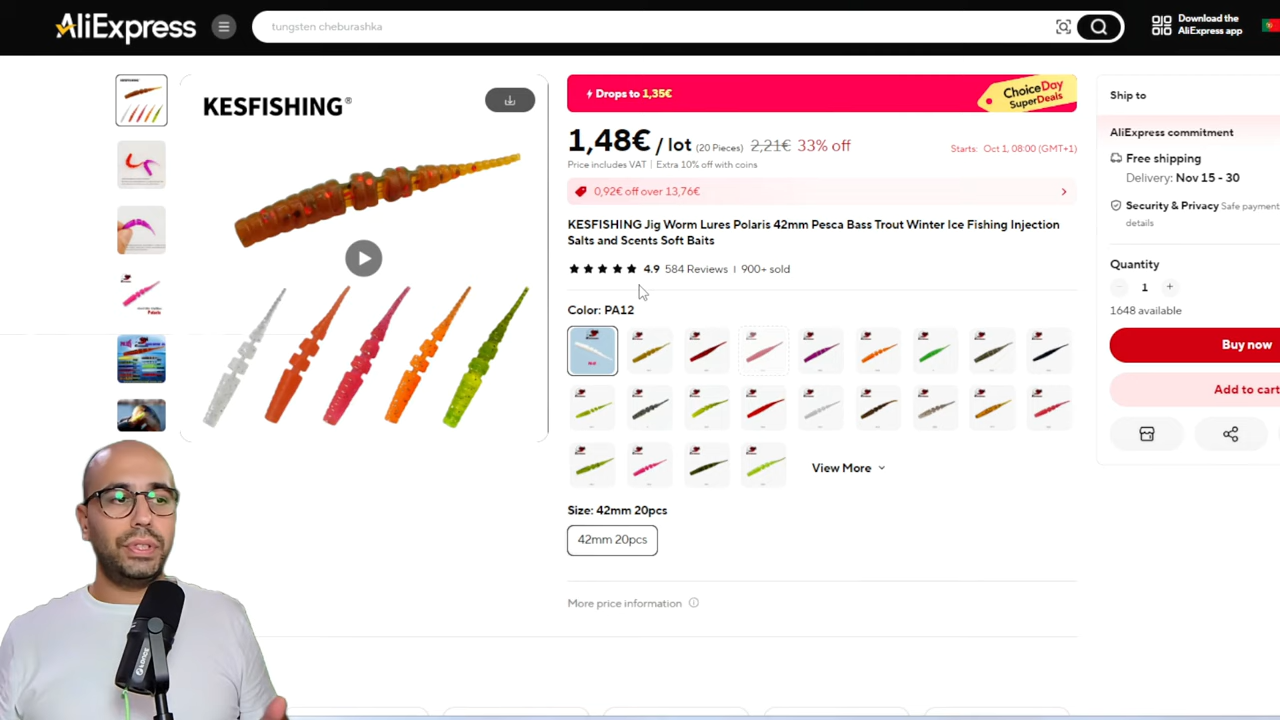 AliExpress
tungsten cheburashka
Download the
AliExpress app
KESFISHING®
Drops to 1,35€
Choice Day
SuperDeals
1,48€ / lot (20 Pieces) 2,21€ 33% off
Starts: Oct 1, 08:00 (GMT+1)
Price includes VAT | Extra 10% off with coins
0,92€ off over 13,76€
KESFISHING Jig Worm Lures Polaris 42mm Pesca Bass Trout Winter Ice Fishing Injection
Salts and Scents Soft Baits
4.9 584 Reviews | 900+ sold
Color: PA12
View More
Size: 42mm 20pcs
42mm 20pcs
More price information
Ship to
AliExpress commitment
Free shipping
Delivery: Nov 15 - 30
Security & Privacy Safe payment
details
Quantity
- 1 +
1648 available
Buy now
Add to cart